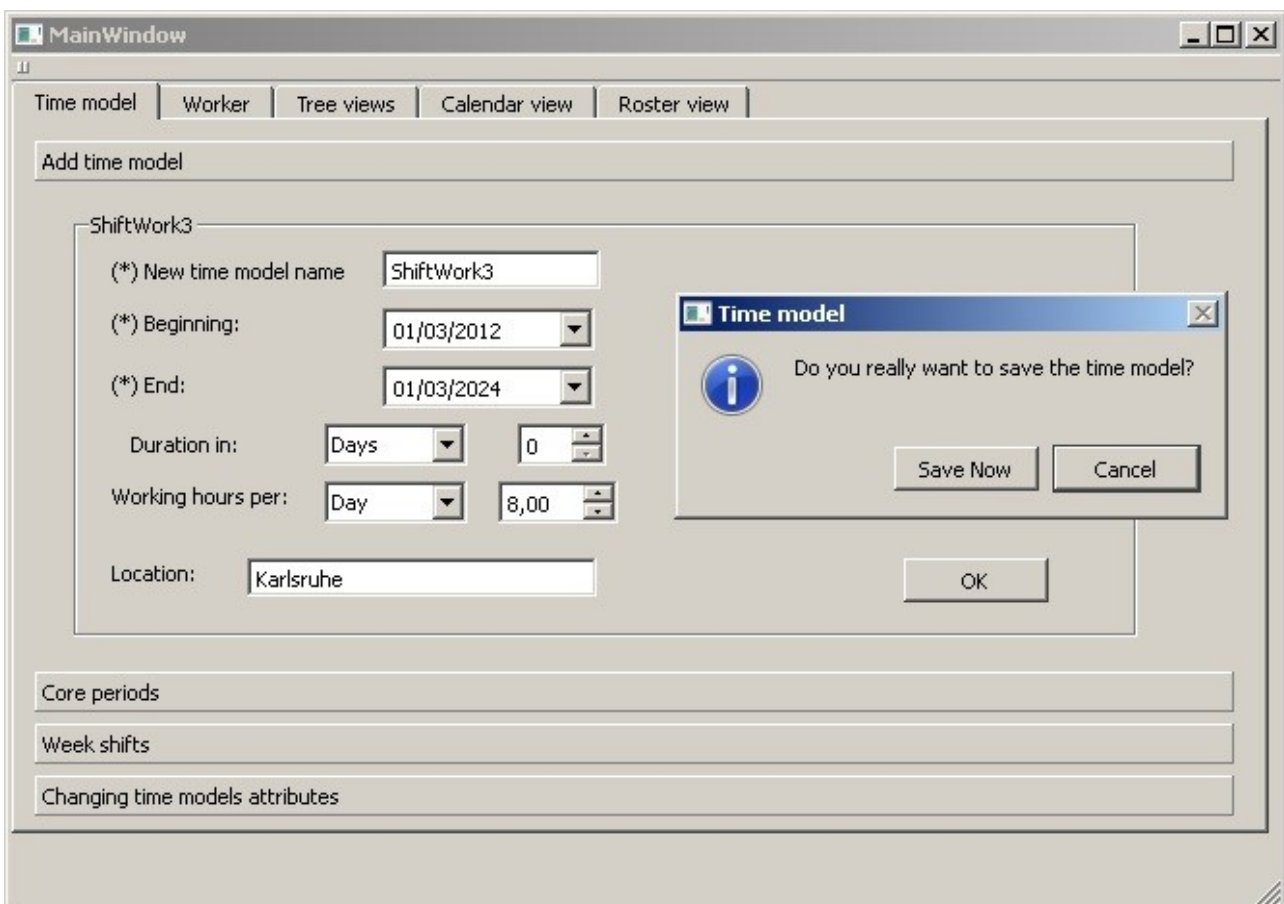 MainWindow
Time model Worker Tree views Calendar view Roster view
Add time model
ShiftWork3
(*) New time model name ShiftWork3
(*) Beginning: 01/03/2012
(*) End: 01/03/2024
Duration in: Days 0
Working hours per: Day 8,00
Location: Karlsruhe
Time model
Do you really want to save the time model?
Save Now Cancel
OK
Core periods
Week shifts
Changing time models attributes